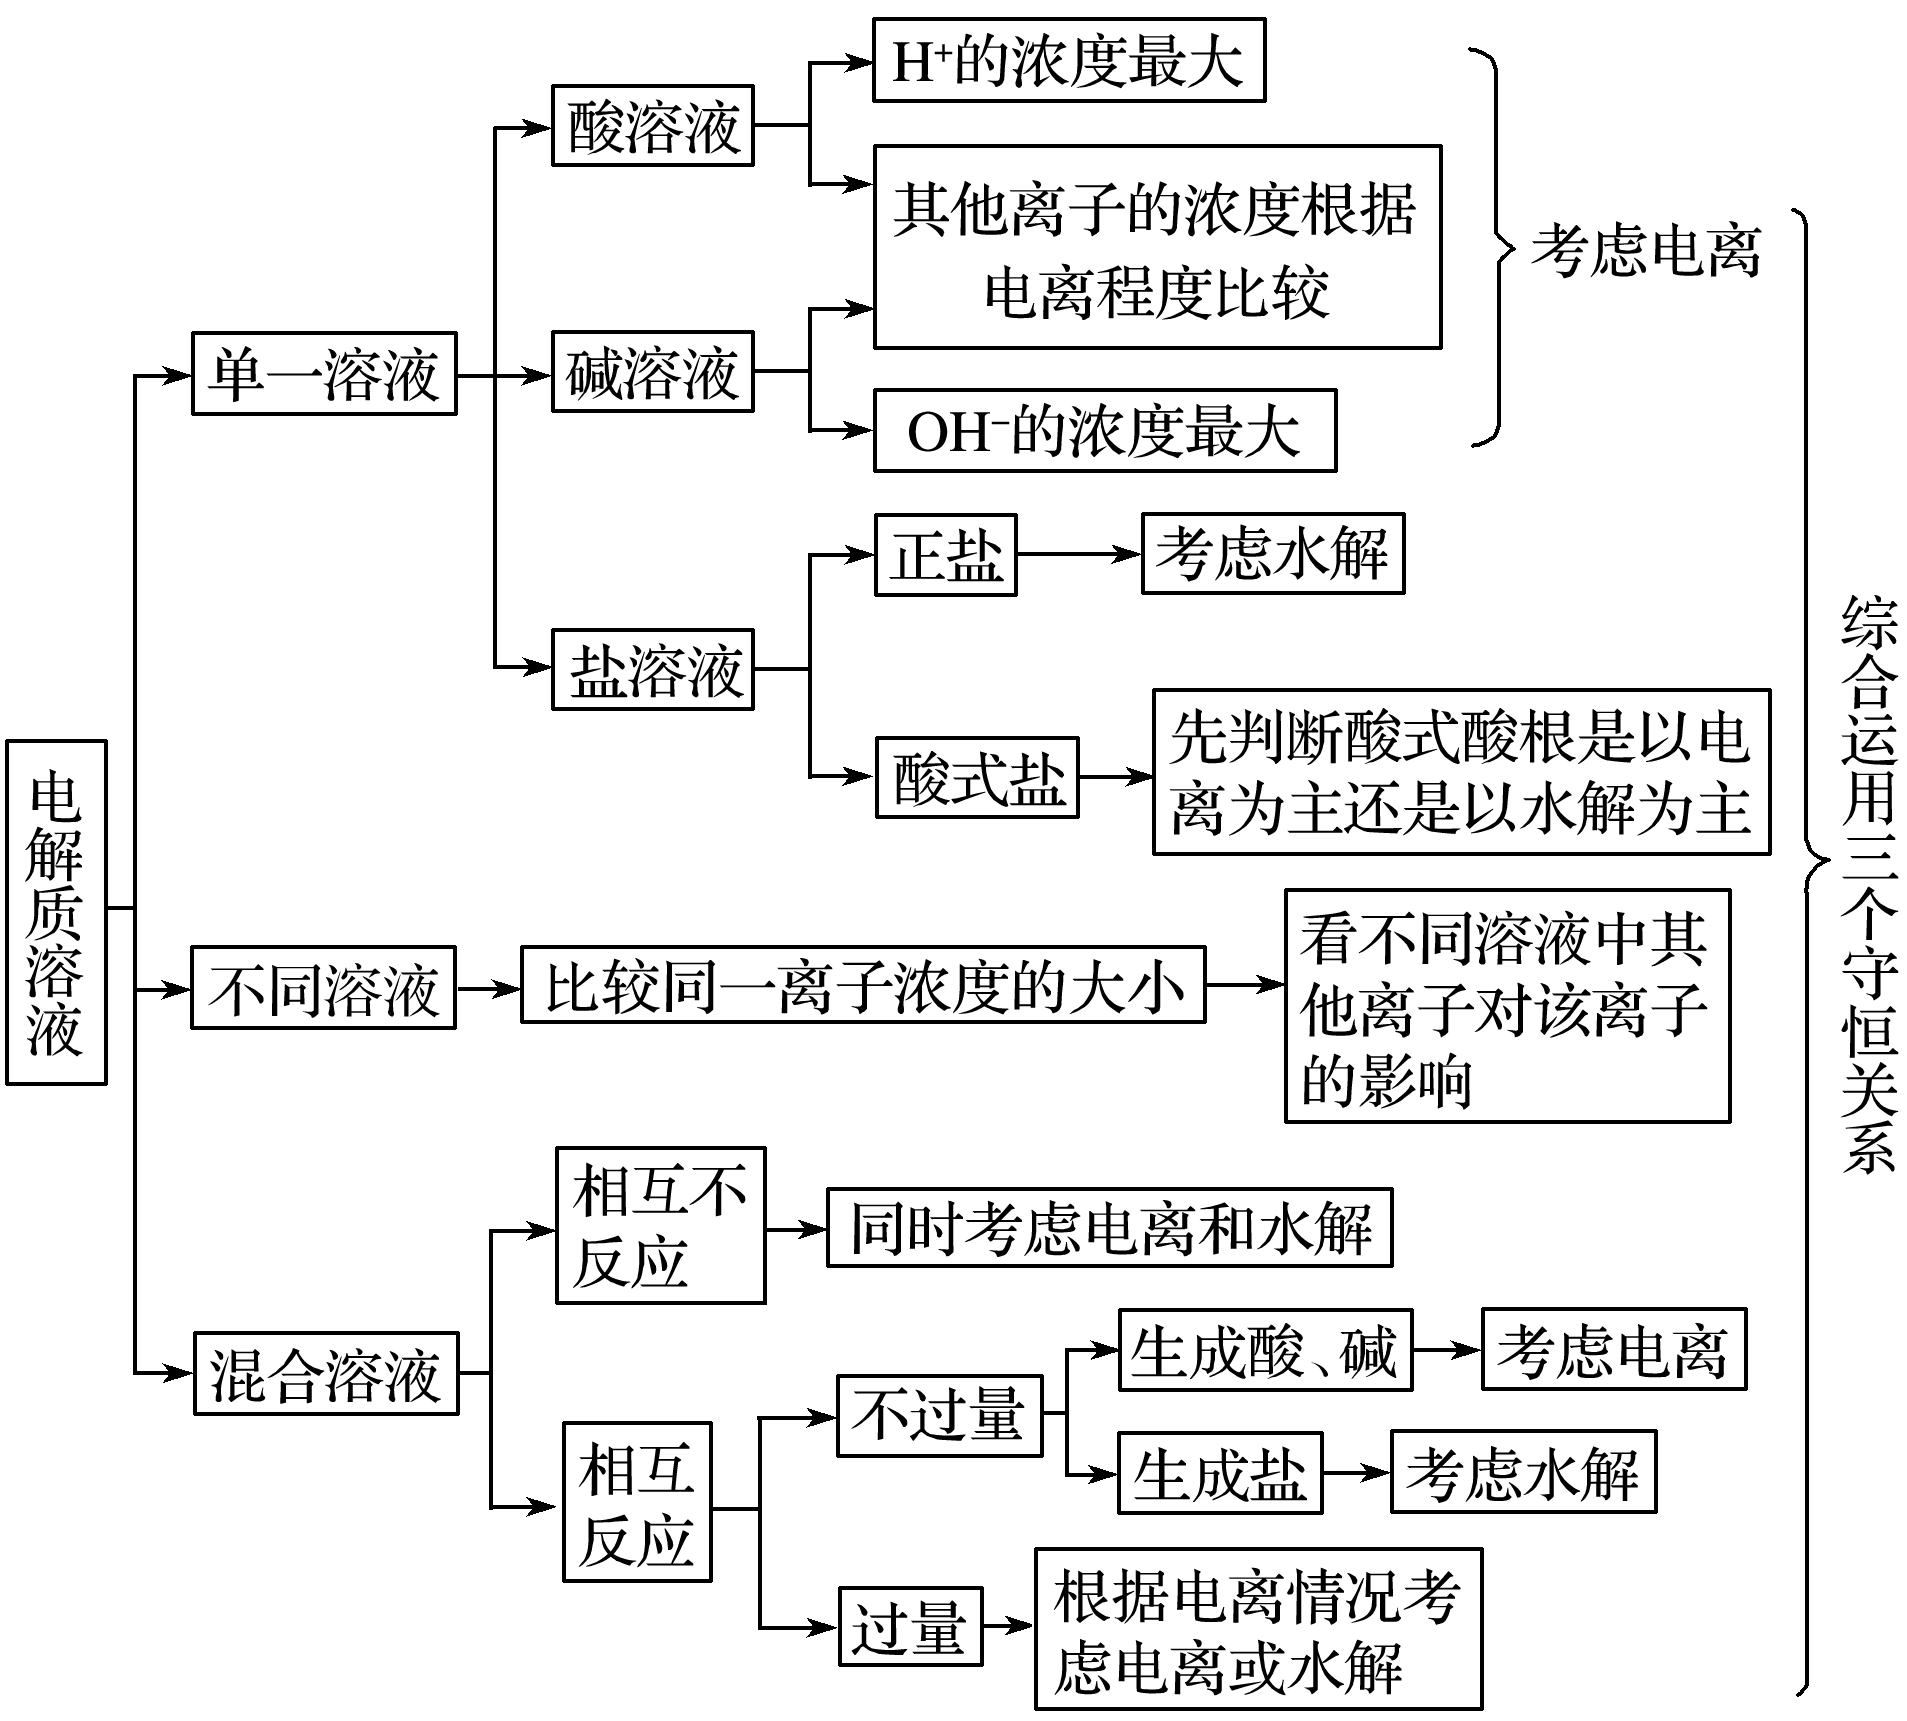 H⁺的浓度最大
酸溶液
其他离子的浓度根据
电离程度比较
考虑电离
单一溶液
碱溶液
OH⁻的浓度最大
正盐
考虑水解
盐溶液
酸式盐
先判断酸式酸根是以电
离为主还是以水解为主
电解质溶液
不同溶液
比较同一离子浓度的大小
看不同溶液中其
他离子对该离子
的影响
综合运用三个守恒关系
相互不
反应
同时考虑电离和水解
混合溶液
不过量
生成酸、碱
考虑电离
生成盐
考虑水解
相互
反应
过量
根据电离情况考
虑电离或水解